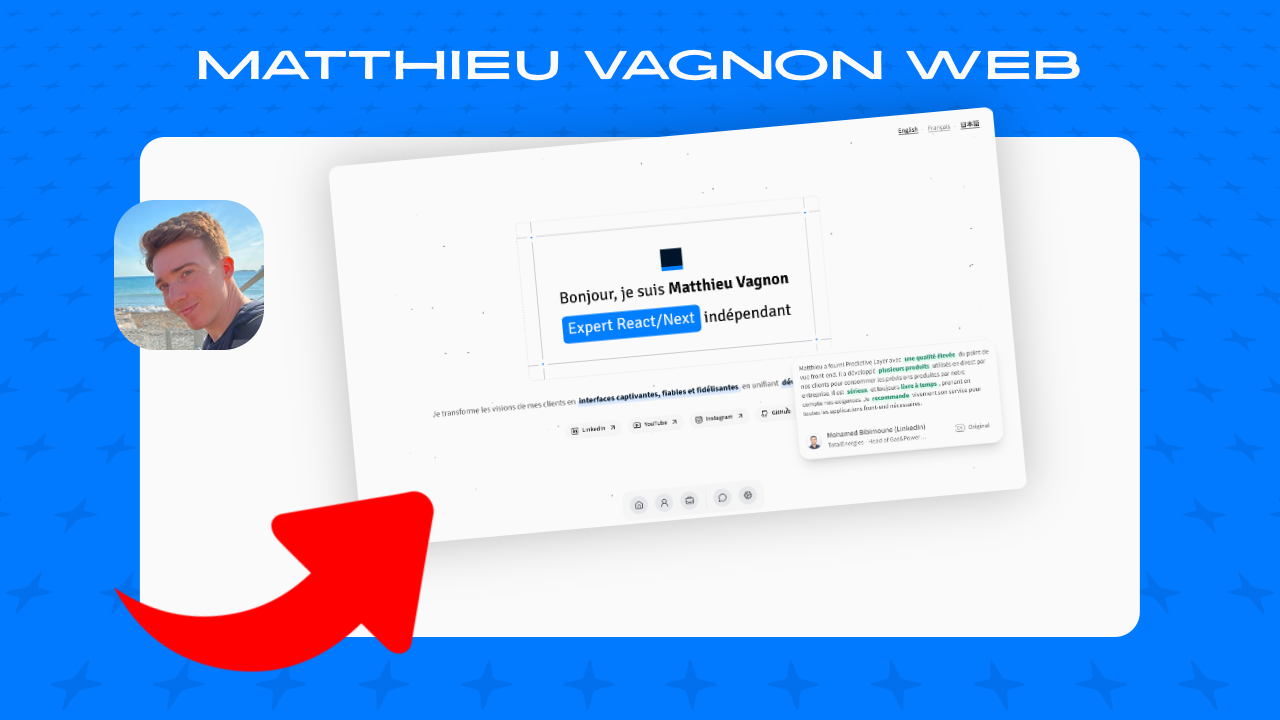 MATTHIEU VAGNON WEB
English Français 日本語
Bonjour, je suis Matthieu Vagnon
Expert React/Next indépendant
Je transforme les visions de mes clients en interfaces captivantes, fiables et fidélisantes en unifiant
LinkedIn YouTube Instagram GitHub
Matthieu a fourni Predictive Layer avec une qualité élevée du point de
vue front end. Il a développé plusieurs produits utilisés en direct par
nos clients pour consommer les prévisions produites par notre
entreprise. Il est sérieux et toujours livre à temps, prenant en
compte nos exigences. Je recommande vivement son service pour
toutes les applications front-end nécessaires.
Mohamed Bibimoune (LinkedIn)
TotalEnergies - Head of Gas&Power...
Original